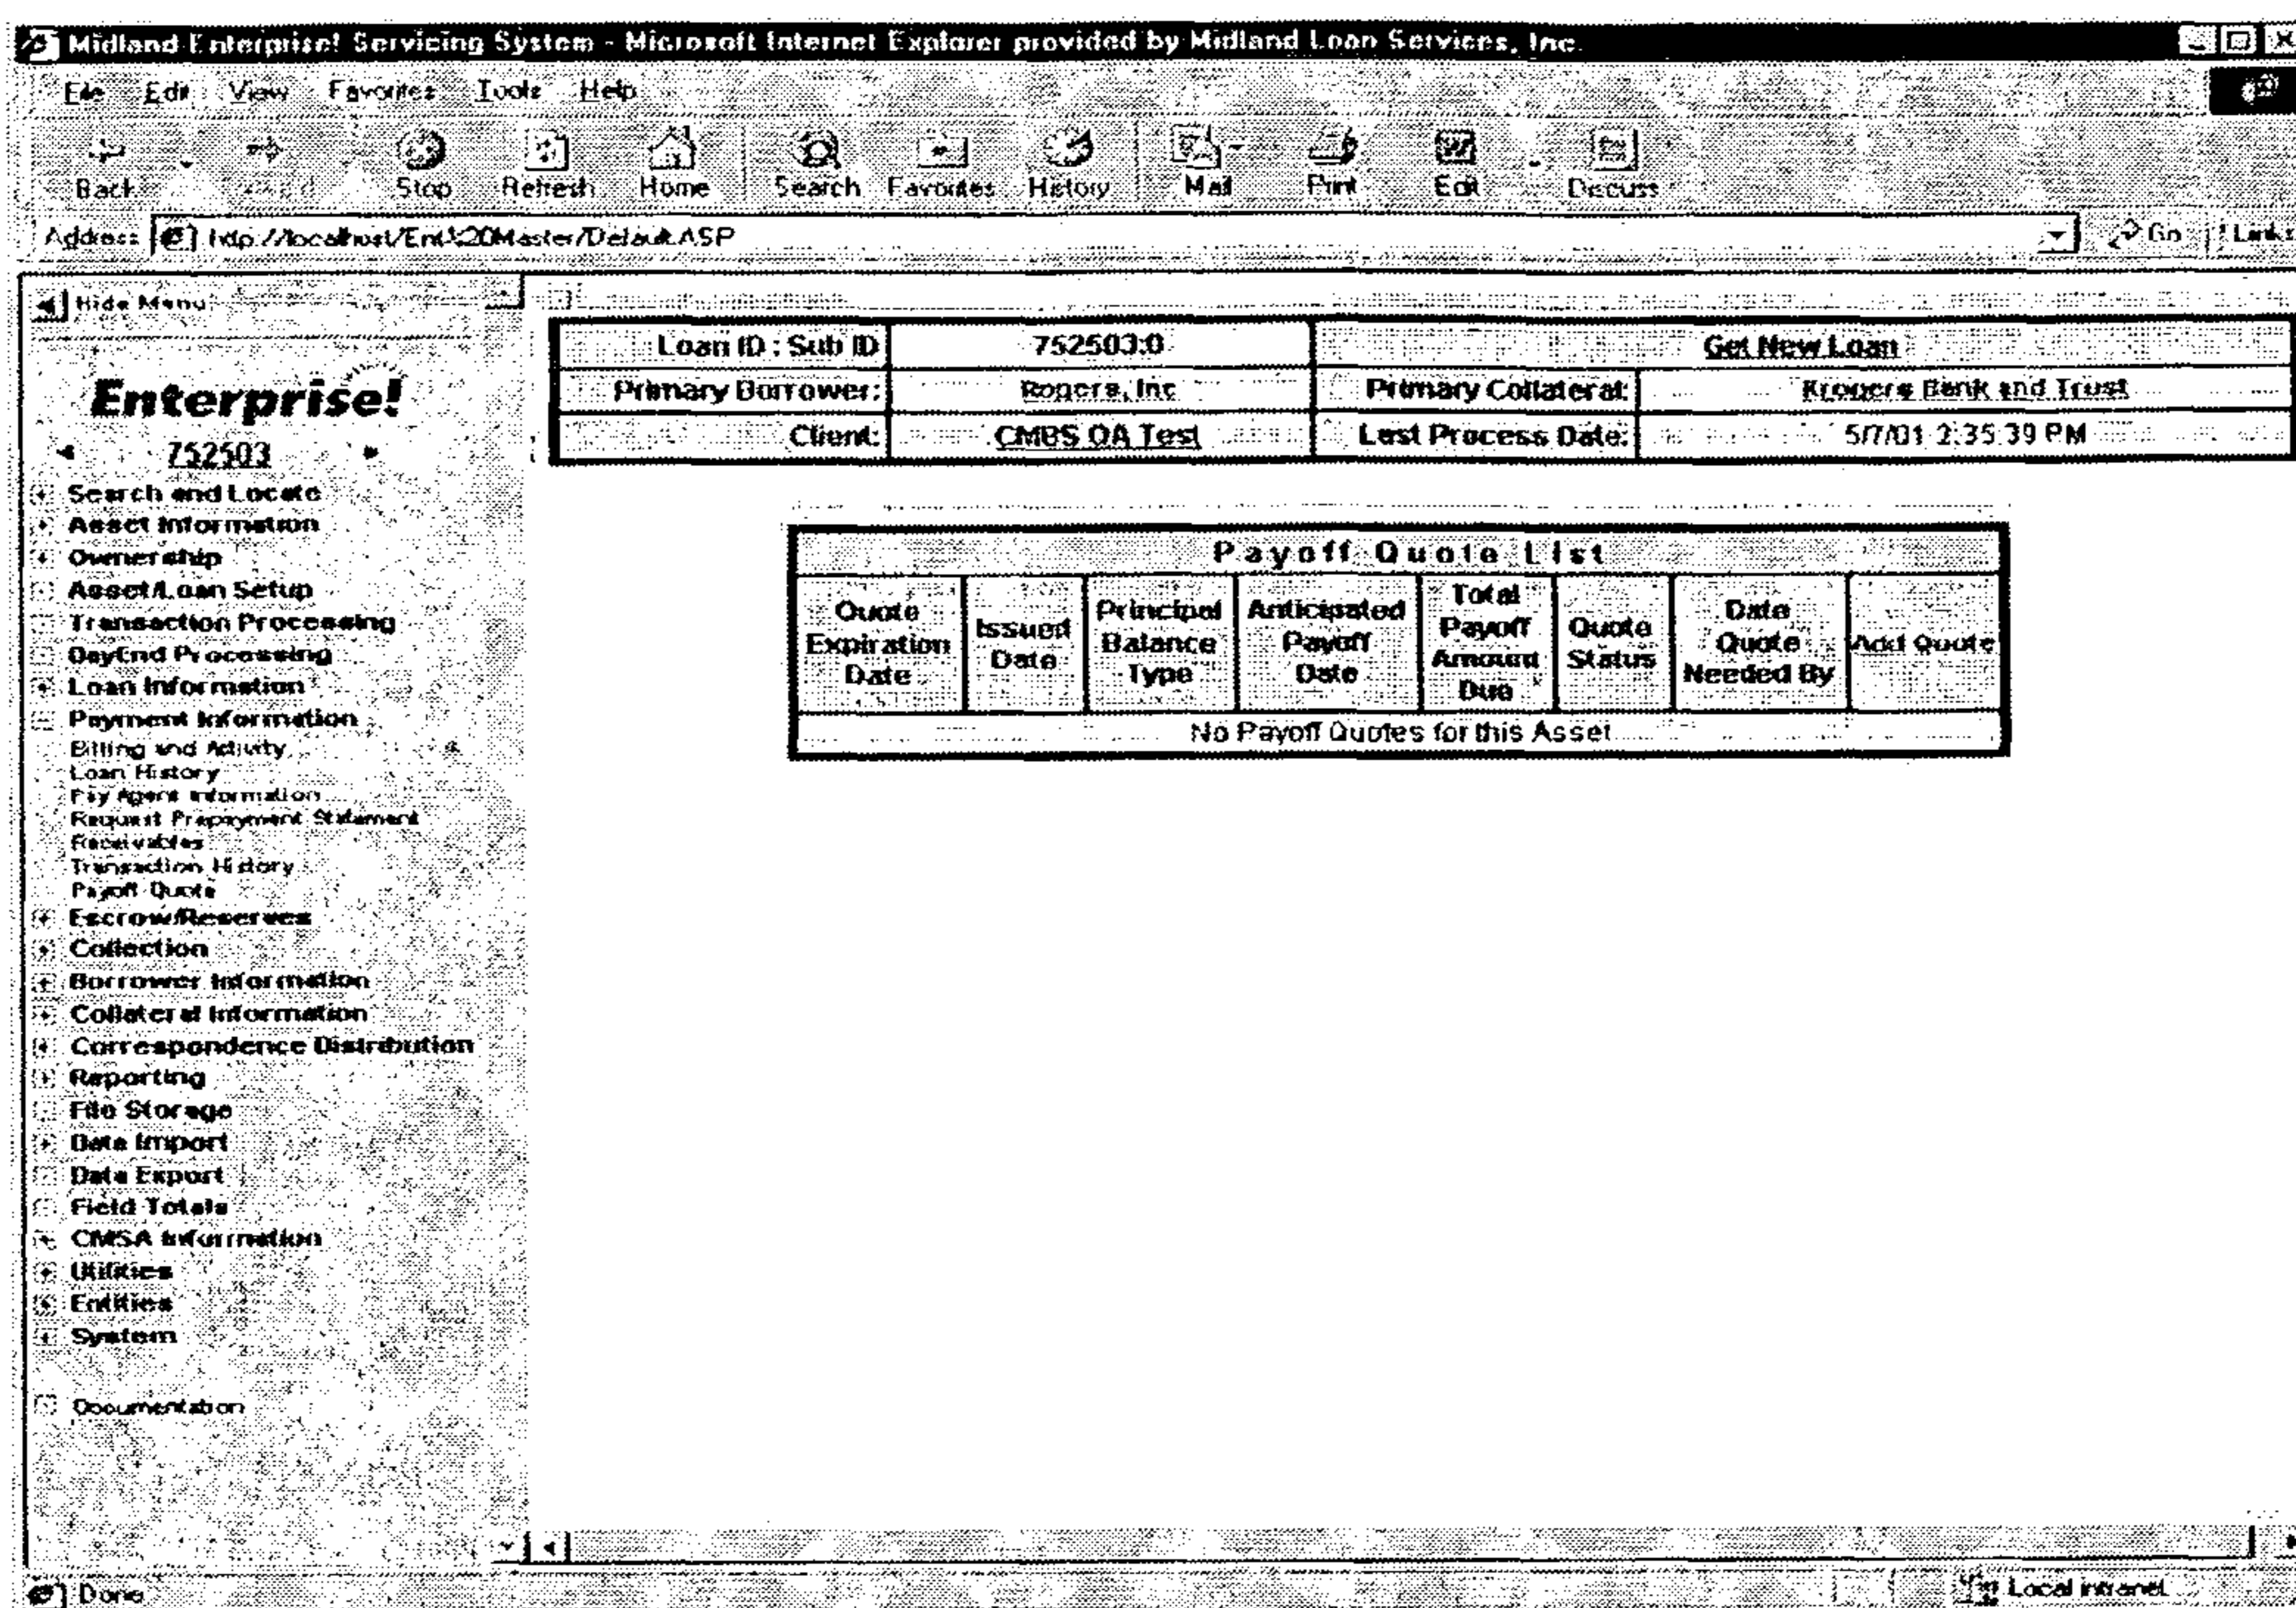 Midland Enterprise! Servicing System - Microsoft Internet Explorer provided by Midland Loan Services, Inc.
File Edit View Favorites Tools Help
Back Stop Refresh Home Search Favorites History Mail Print Edit Discuss
Address http://localhost/Ent%20Master/Default.ASP Go Links
Hide Menu
Enterprise!
752503
Search and Locate
Asset Information
Ownership
Asset/Loan Setup
Transaction Processing
DayEnd Processing
Loan Information
Payment Information
Billing and Activity
Loan History
Pay Agent Information
Request Prepayment Statement
Receivables
Transaction History
Payoff Quote
Escrow/Reserves
Collection
Borrower Information
Collateral Information
Correspondence Distribution
Reporting
File Storage
Data Import
Data Export
Field Totals
CMSA Information
Utilities
Entities
System
Documentation
Loan ID : Sub ID 752503:0 Get New Loan
Primary Borrower: Rogers, Inc Primary Collateral: Krogers Bank and Trust
Client: CMBS QA Test Last Process Date: 5/7/01 2:35:39 PM
Payoff Quote List
Quote Expiration Date
Issued Date
Principal Balance Type
Anticipated Payoff Date
Total Payoff Amount Due
Quote Status
Date Quote Needed By
Add Quote
No Payoff Quotes for this Asset
Done Local intranet